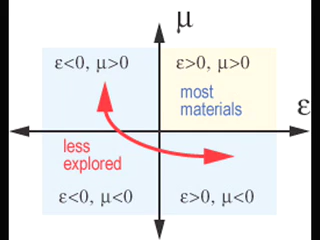 μ
ε<0, μ>0
ε>0, μ>0
most
materials
ε
less
explored
ε<0, μ<0
ε>0, μ<0